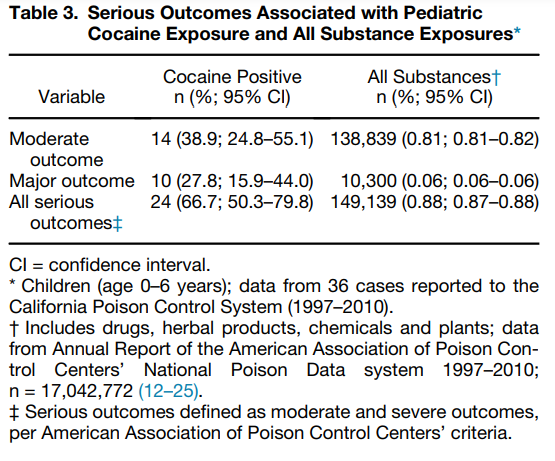 Table 3. Serious Outcomes Associated with Pediatric
Cocaine Exposure and All Substance Exposures*
Cocaine Positive All Substances†
Variable n (%; 95% CI) n (%; 95% CI)
Moderate 14 (38.9; 24.8–55.1) 138,839 (0.81; 0.81–0.82)
outcome
Major outcome 10 (27.8; 15.9–44.0) 10,300 (0.06; 0.06–0.06)
All serious 24 (66.7; 50.3–79.8) 149,139 (0.88; 0.87–0.88)
outcomes‡
CI = confidence interval.
* Children (age 0–6 years); data from 36 cases reported to the
California Poison Control System (1997–2010).
† Includes drugs, herbal products, chemicals and plants; data
from Annual Report of the American Association of Poison Con-
trol Centers’ National Poison Data system 1997–2010;
n = 17,042,772 (12–25).
‡ Serious outcomes defined as moderate and severe outcomes,
per American Association of Poison Control Centers’ criteria.